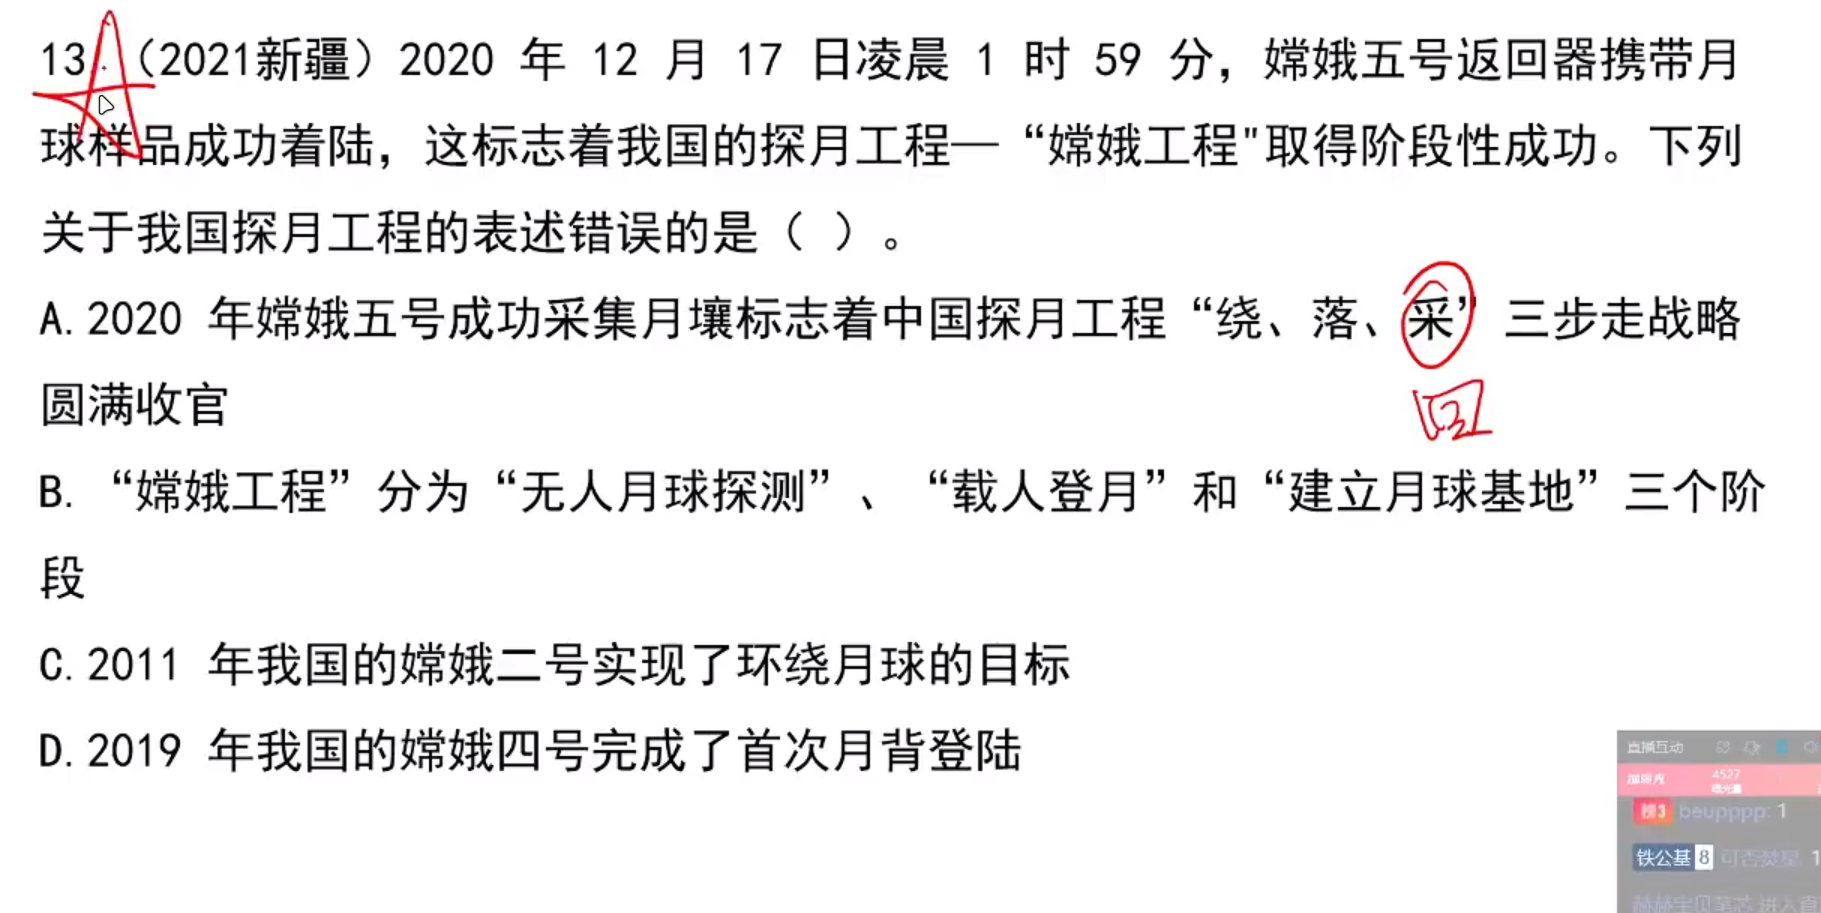 13.（2021新疆）2020 年 12 月 17 日凌晨 1 时 59 分，嫦娥五号返回器携带月
球样品成功着陆，这标志着我国的探月工程—“嫦娥工程"取得阶段性成功。下列
关于我国探月工程的表述错误的是（ ）。
A.2020 年嫦娥五号成功采集月壤标志着中国探月工程“绕、落、采”三步走战略
回
圆满收官
B.“嫦娥工程”分为“无人月球探测”、“载人登月”和“建立月球基地”三个阶
段
C.2011 年我国的嫦娥二号实现了环绕月球的目标
D.2019 年我国的嫦娥四号完成了首次月背登陆
直播互动
4527
曝光量
榜3 beupppp: 1
铁公基 8 可否焚星 1